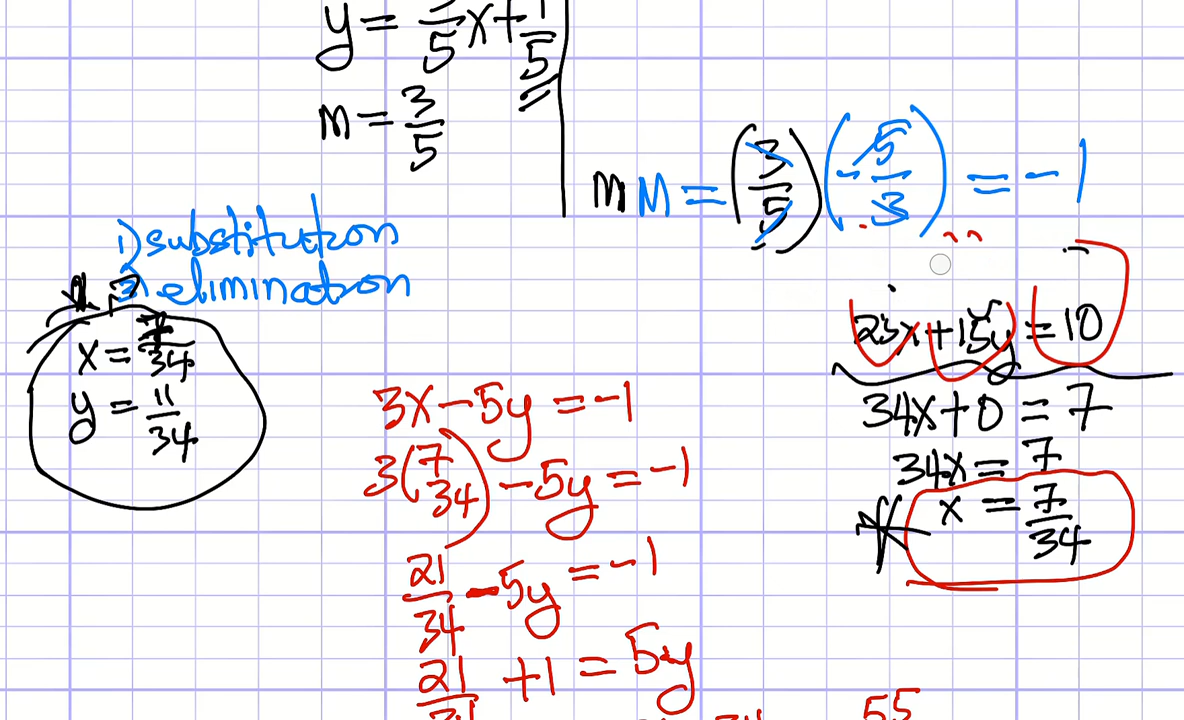 y = 3/5 x + 1/5
m = 3/5
m M = (3/5)(-5/3) = -1
1) substitution
2) elimination
x = 7/34
y = 11/34
25x + 15y = 10
34x + 0 = 7
34x = 7
x = 7/34
3x - 5y = -1
3(7/34) - 5y = -1
21/34 - 5y = -1
21/34 + 1 = 5y
55